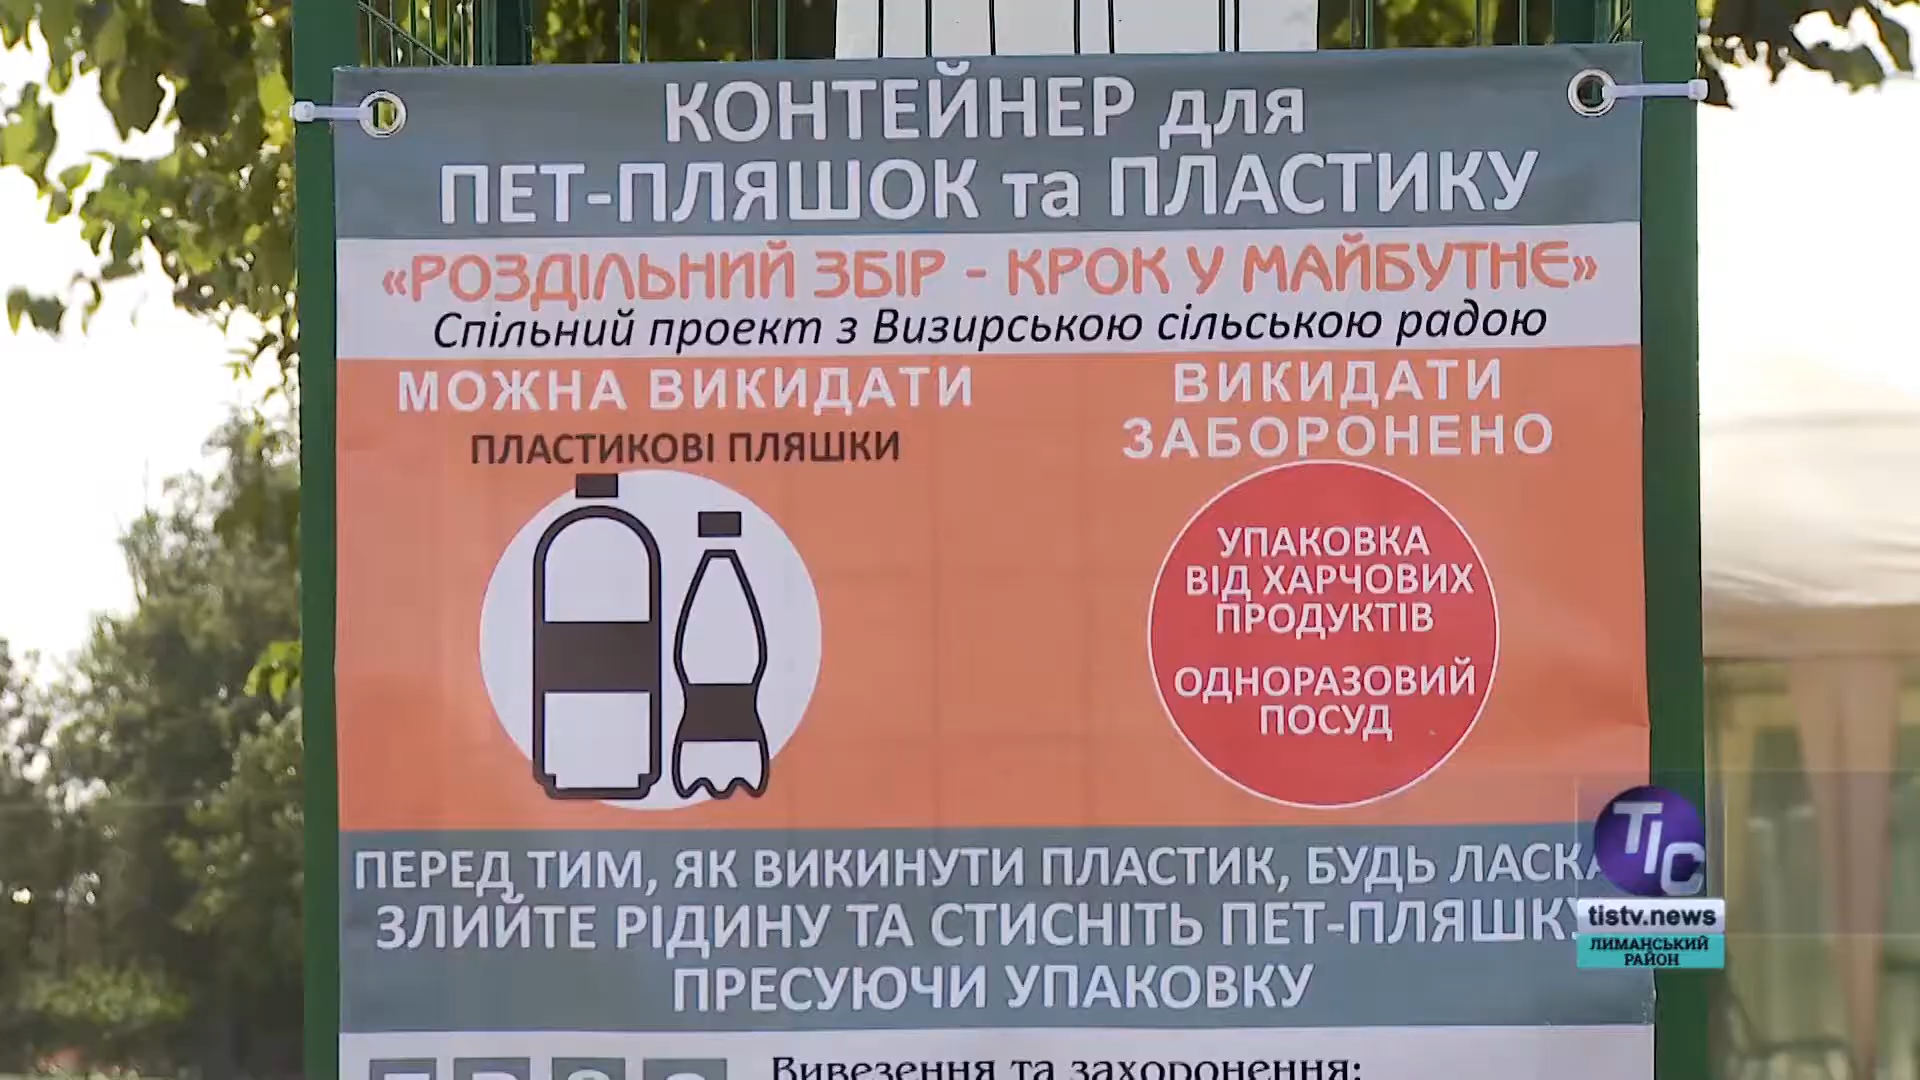 КОНТЕЙНЕР для
ПЕТ-ПЛЯШОК та ПЛАСТИКУ
«РОЗДІЛЬНИЙ ЗБІР - КРОК У МАЙБУТНЄ»
Спільний проект з Визирською сільською радою
МОЖНА ВИКИДАТИ
ПЛАСТИКОВІ ПЛЯШКИ
ВИКИДАТИ
ЗАБОРОНЕНО
УПАКОВКА
ВІД ХАРЧОВИХ
ПРОДУКТІВ
ОДНОРАЗОВИЙ
ПОСУД
ПЕРЕД ТИМ, ЯК ВИКИНУТИ ПЛАСТИК, БУДЬ ЛАСКА
ЗЛИЙТЕ РІДИНУ ТА СТИСНІТЬ ПЕТ-ПЛЯШКУ
ПРЕСУЮЧИ УПАКОВКУ
Вивезення та захоронення:
ТІС
tistv.news
ЛИМАНСЬКИЙ
РАЙОН